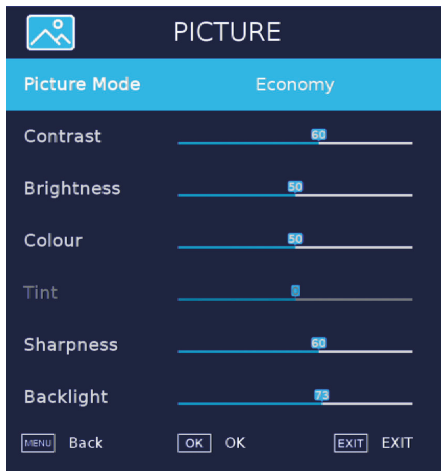 PICTURE
Picture Mode Economy
Contrast 60
Brightness 50
Colour 50
Tint 0
Sharpness 60
Backlight 73
MENU Back OK OK EXIT EXIT